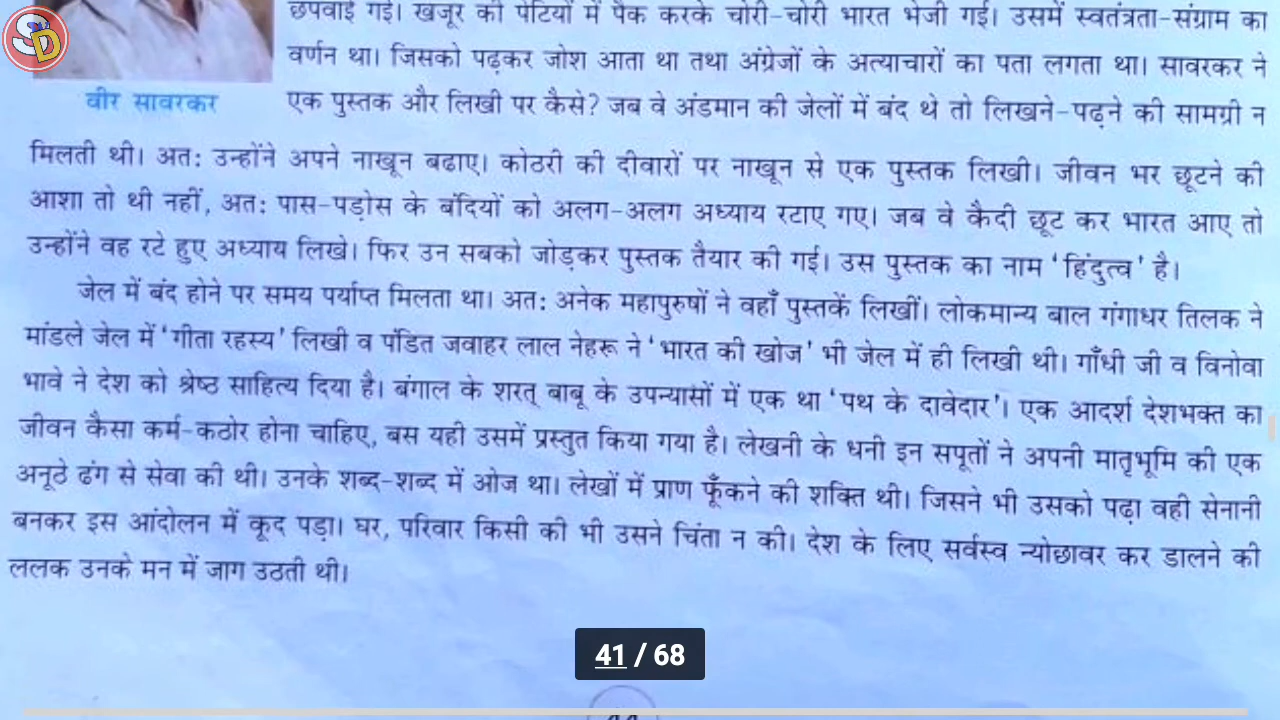 SD
छपवाई गई। खजूर की पेटियों में पैक करके चोरी-चोरी भारत भेजी गई। उसमें स्वतंत्रता-संग्राम का
वर्णन था। जिसको पढ़कर जोश आता था तथा अंग्रेजों के अत्याचारों का पता लगता था। सावरकर ने
वीर सावरकर
एक पुस्तक और लिखी पर कैसे? जब वे अंडमान की जेलों में बंद थे तो लिखने-पढ़ने की सामग्री न
मिलती थी। अतः उन्होंने अपने नाखून बढाए। कोठरी की दीवारों पर नाखून से एक पुस्तक लिखी। जीवन भर छूटने की
आशा तो थी नहीं, अतः पास-पड़ोस के बंदियों को अलग-अलग अध्याय रटाए गए। जब वे कैदी छूट कर भारत आए तो
उन्होंने वह रटे हुए अध्याय लिखे। फिर उन सबको जोड़कर पुस्तक तैयार की गई। उस पुस्तक का नाम 'हिंदुत्व' है।
जेल में बंद होने पर समय पर्याप्त मिलता था। अतः अनेक महापुरुषों ने वहाँ पुस्तकें लिखीं। लोकमान्य बाल गंगाधर तिलक ने
मांडले जेल में 'गीता रहस्य' लिखी व पंडित जवाहर लाल नेहरू ने 'भारत की खोज' भी जेल में ही लिखी थी। गाँधी जी व विनोवा
भावे ने देश को श्रेष्ठ साहित्य दिया है। बंगाल के शरत् बाबू के उपन्यासों में एक था 'पथ के दावेदार'। एक आदर्श देशभक्त का
जीवन कैसा कर्म-कठोर होना चाहिए, बस यही उसमें प्रस्तुत किया गया है। लेखनी के धनी इन सपूतों ने अपनी मातृभूमि की एक
अनूठे ढंग से सेवा की थी। उनके शब्द-शब्द में ओज था। लेखों में प्राण फूँकने की शक्ति थी। जिसने भी उसको पढ़ा वही सेनानी
बनकर इस आंदोलन में कूद पड़ा। घर, परिवार किसी की भी उसने चिंता न की। देश के लिए सर्वस्व न्योछावर कर डालने की
ललक उनके मन में जाग उठती थी।
41 / 68